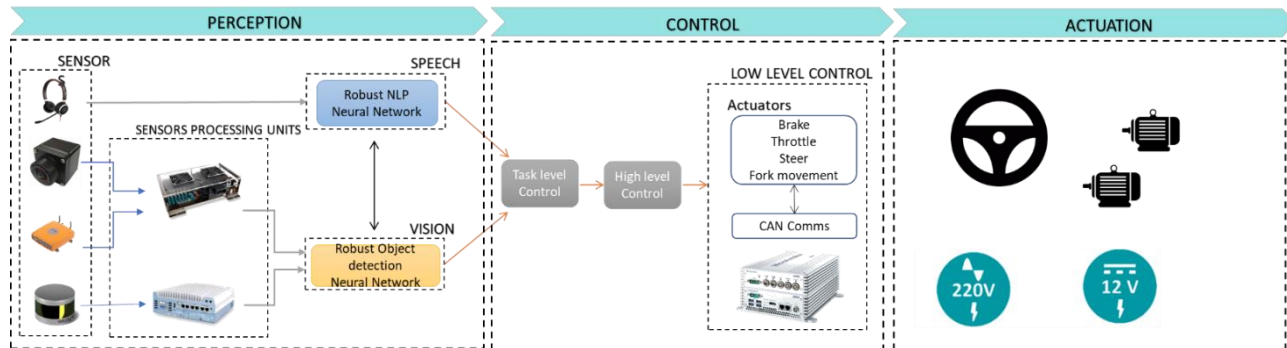 PERCEPTION
CONTROL
ACTUATION
SENSOR
SPEECH
Robust NLP
Neural Network
SENSORS PROCESSING UNITS
VISION
Robust Object
detection
Neural Network
Task level
Control
High level
Control
LOW LEVEL CONTROL
Actuators
Brake
Throttle
Steer
Fork movement
CAN Comms
220V
12 V